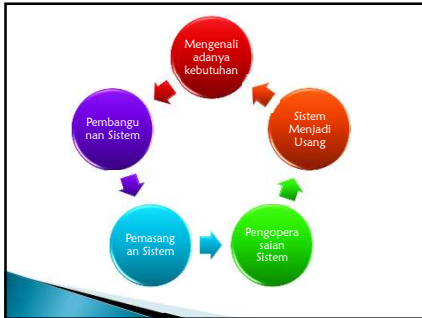 Mengenali
adanya
kebutuhan
Pembangu
nan Sistem
Pemasang
an Sistem
Pengopera
saian
Sistem
Sistem
Menjadi
Usang